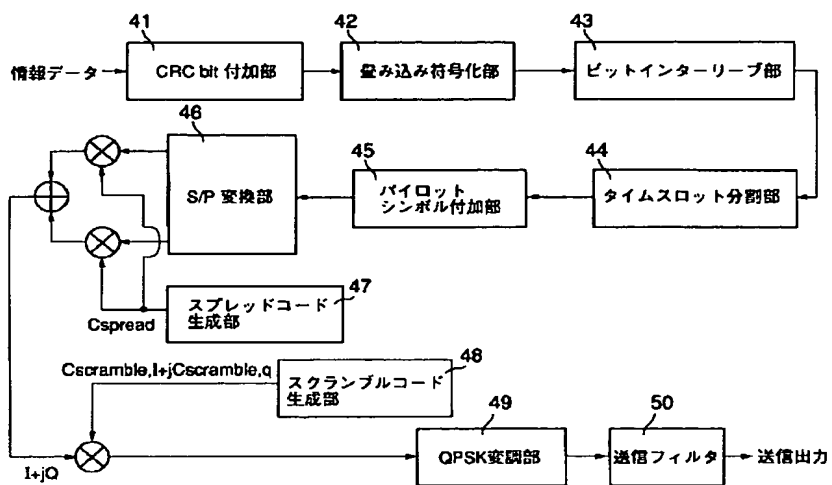 41
42
43
情報データ
CRC bit 付加部
畳み込み符号化部
ビットインターリーブ部
46
45
44
S/P 変換部
パイロット
シンボル付加部
タイムスロット分割部
47
スプレッドコード
生成部
Cspread
48
Cscramble,I+jCscramble,q
スクランブルコード
生成部
49
50
I+jQ
QPSK変調部
送信フィルタ
送信出力